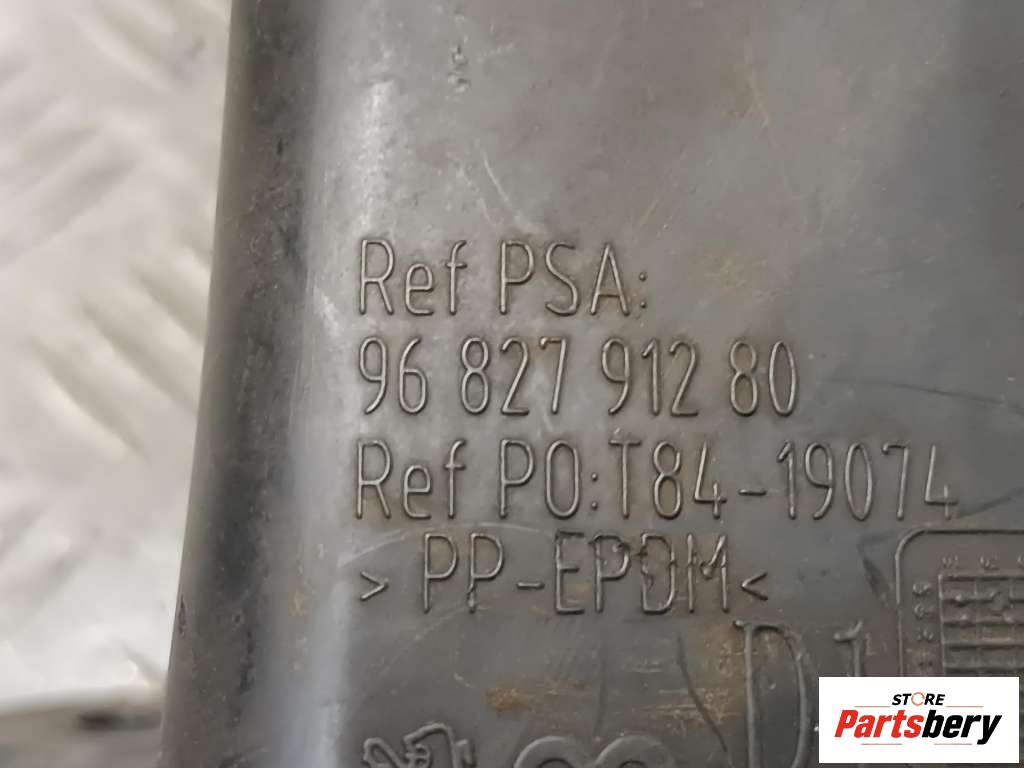 Ref PSA:
96 827 912 80
Ref PO:T84-19074
> PP-EPDM <
STORE
Partsbery